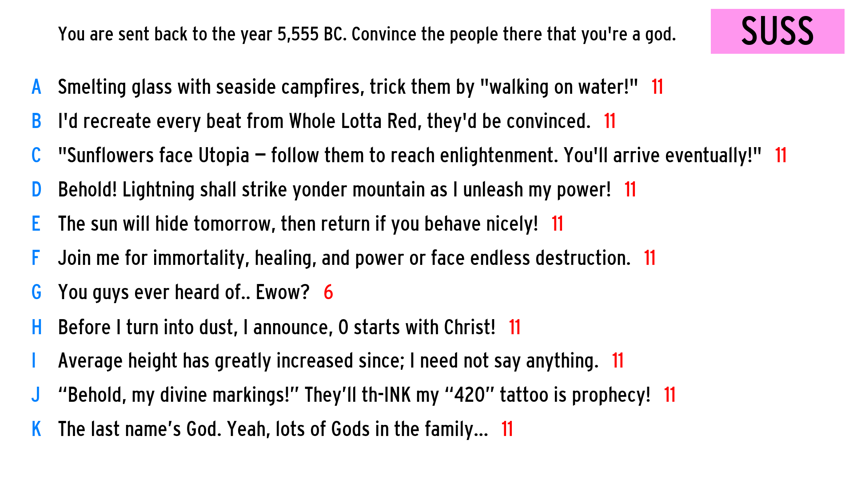 You are sent back to the year 5,555 BC. Convince the people there that you're a god.
SUSS
A Smelting glass with seaside campfires, trick them by "walking on water!" 11
B I'd recreate every beat from Whole Lotta Red, they'd be convinced. 11
C "Sunflowers face Utopia – follow them to reach enlightenment. You'll arrive eventually!" 11
D Behold! Lightning shall strike yonder mountain as I unleash my power! 11
E The sun will hide tomorrow, then return if you behave nicely! 11
F Join me for immortality, healing, and power or face endless destruction. 11
G You guys ever heard of.. Ewow? 6
H Before I turn into dust, I announce, 0 starts with Christ! 11
I Average height has greatly increased since; I need not say anything. 11
J “Behold, my divine markings!” They’ll th-INK my “420” tattoo is prophecy! 11
K The last name’s God. Yeah, lots of Gods in the family... 11